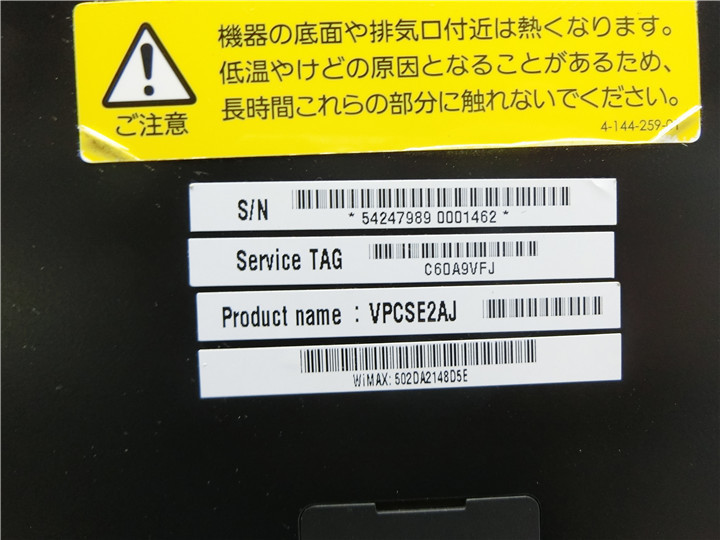 機器の底面や排気口付近は熱くなります。
低温やけどの原因となることがあるため、
長時間これらの部分に触れないでください。
ご注意
4-144-259-01
S/N
* 54247989 0001462 *
Service TAG
C60A9VFJ
Product name : VPCSE2AJ
WiMAX: 502DA2148D5E